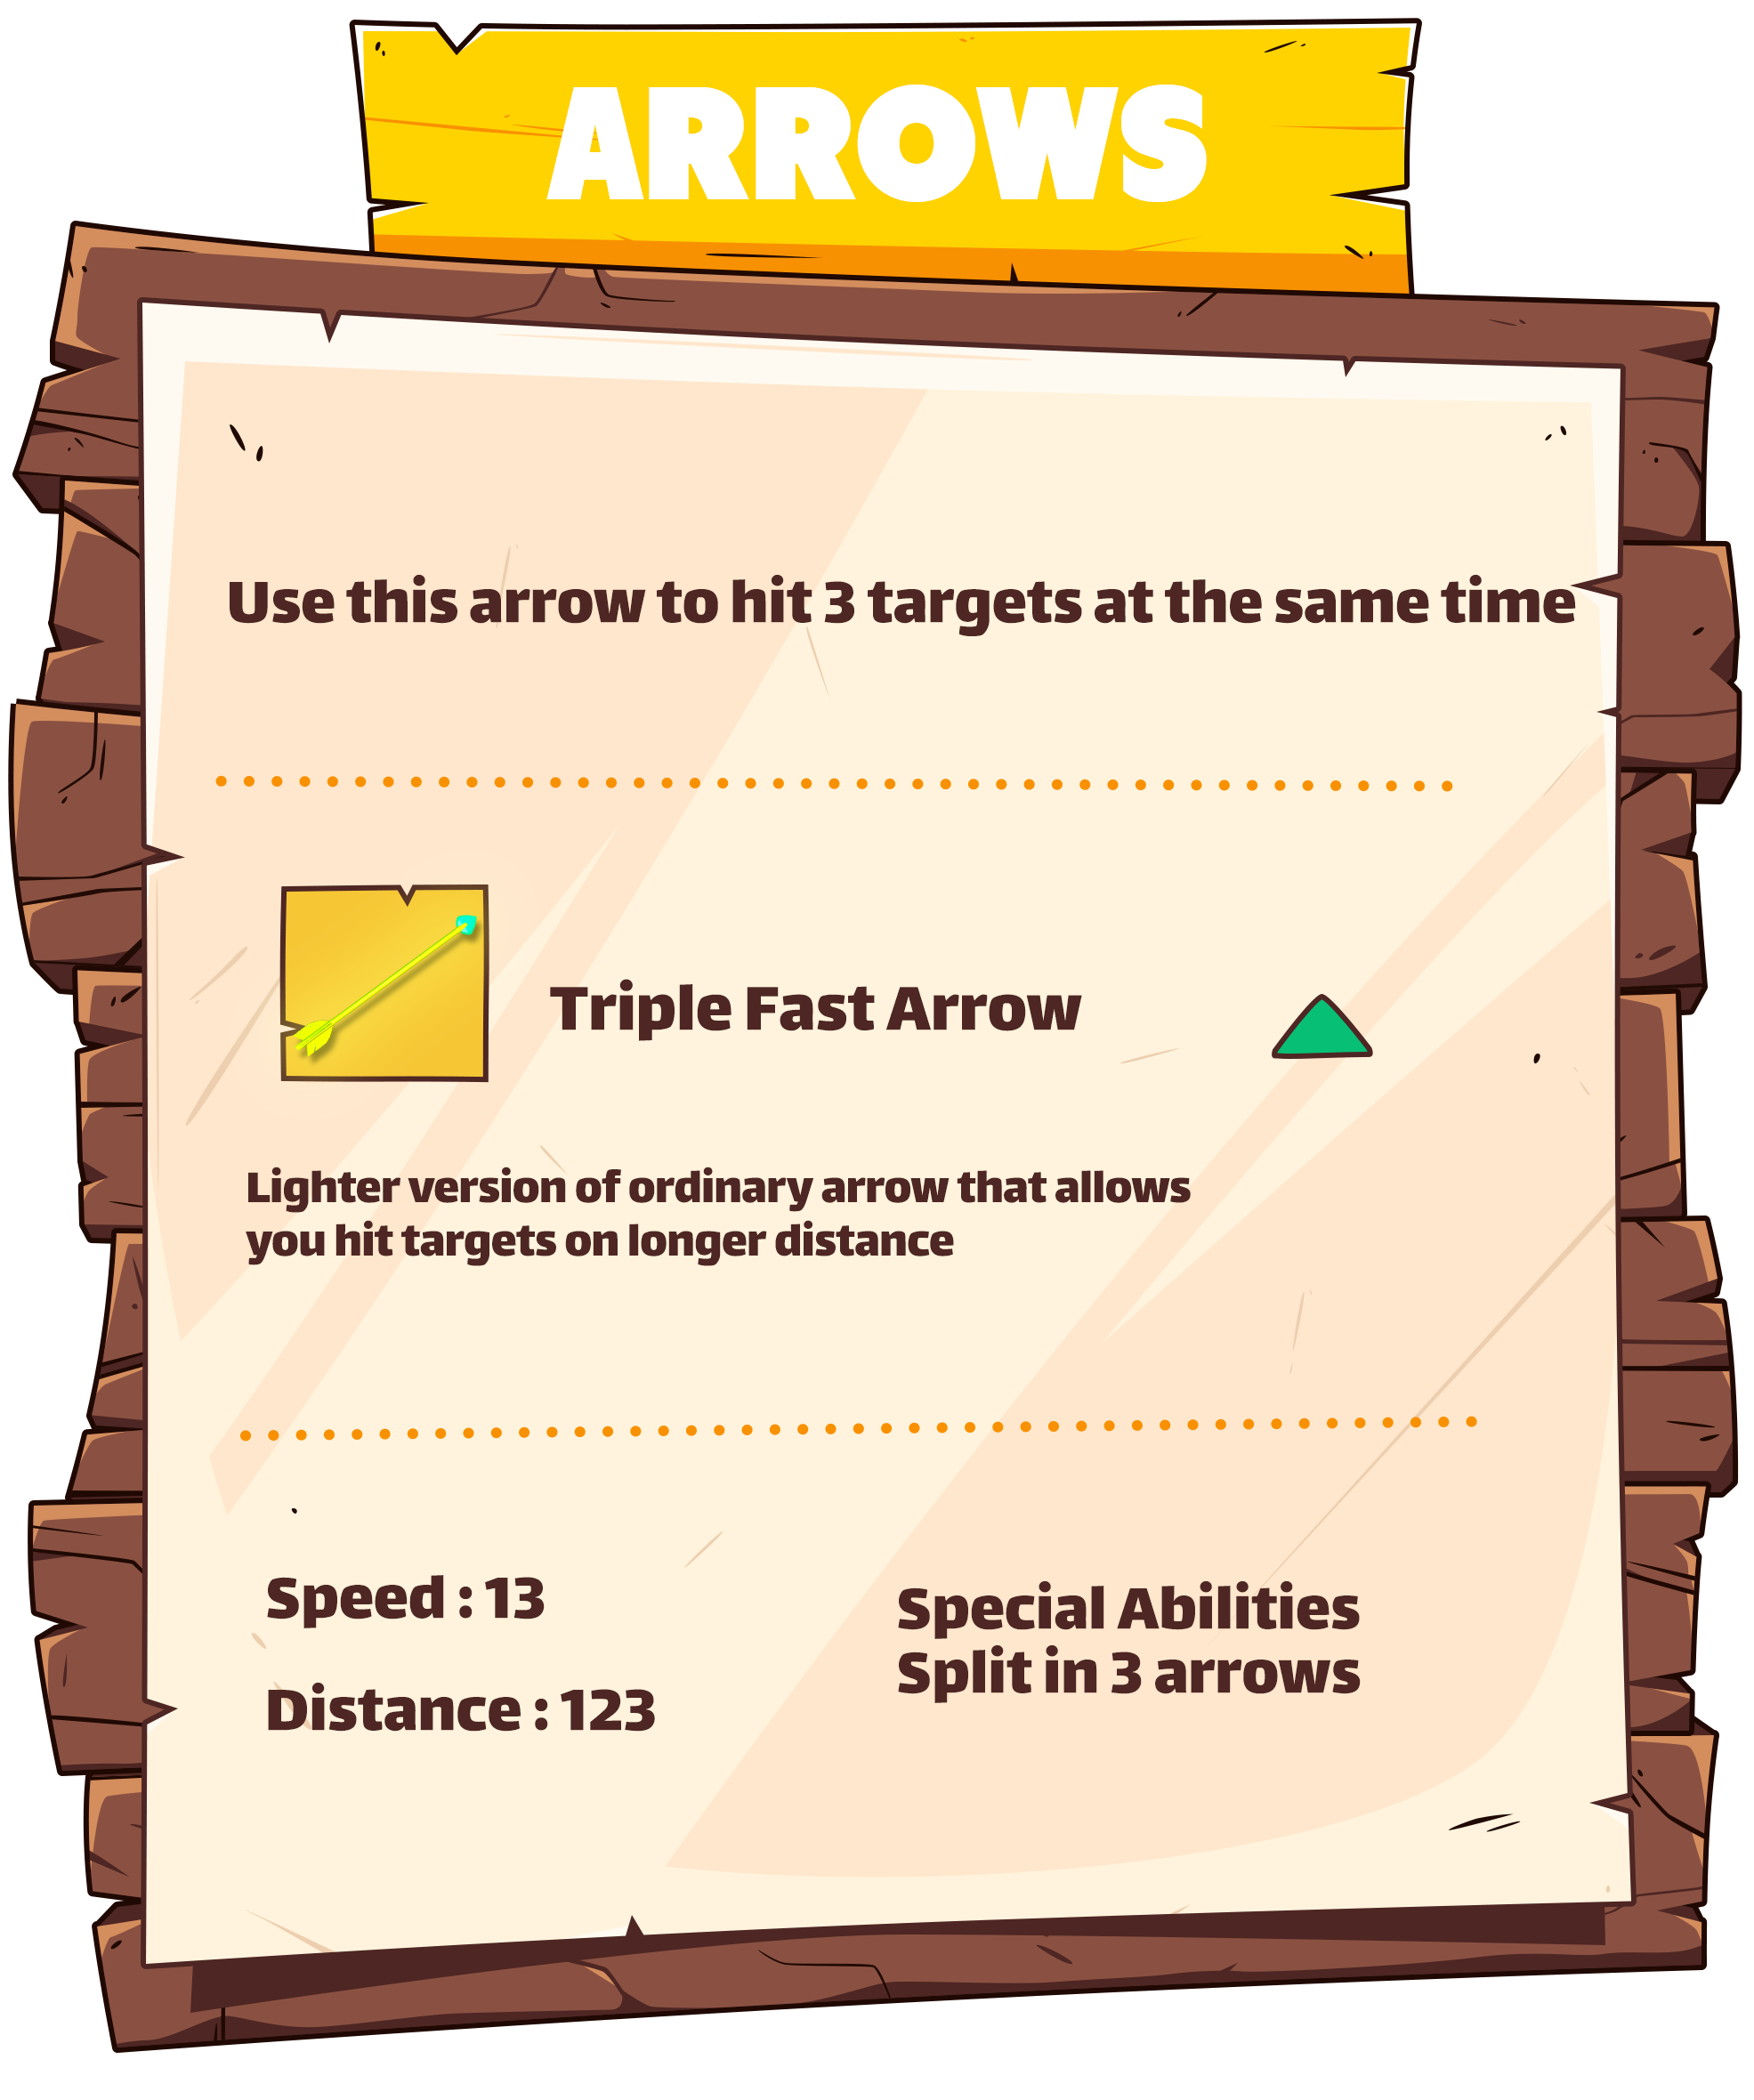 ARROWS
Use this arrow to hit 3 targets at the same time
Triple Fast Arrow
Lighter version of ordinary arrow that allows
you hit targets on longer distance
Speed : 13
Distance : 123
Special Abilities
Split in 3 arrows